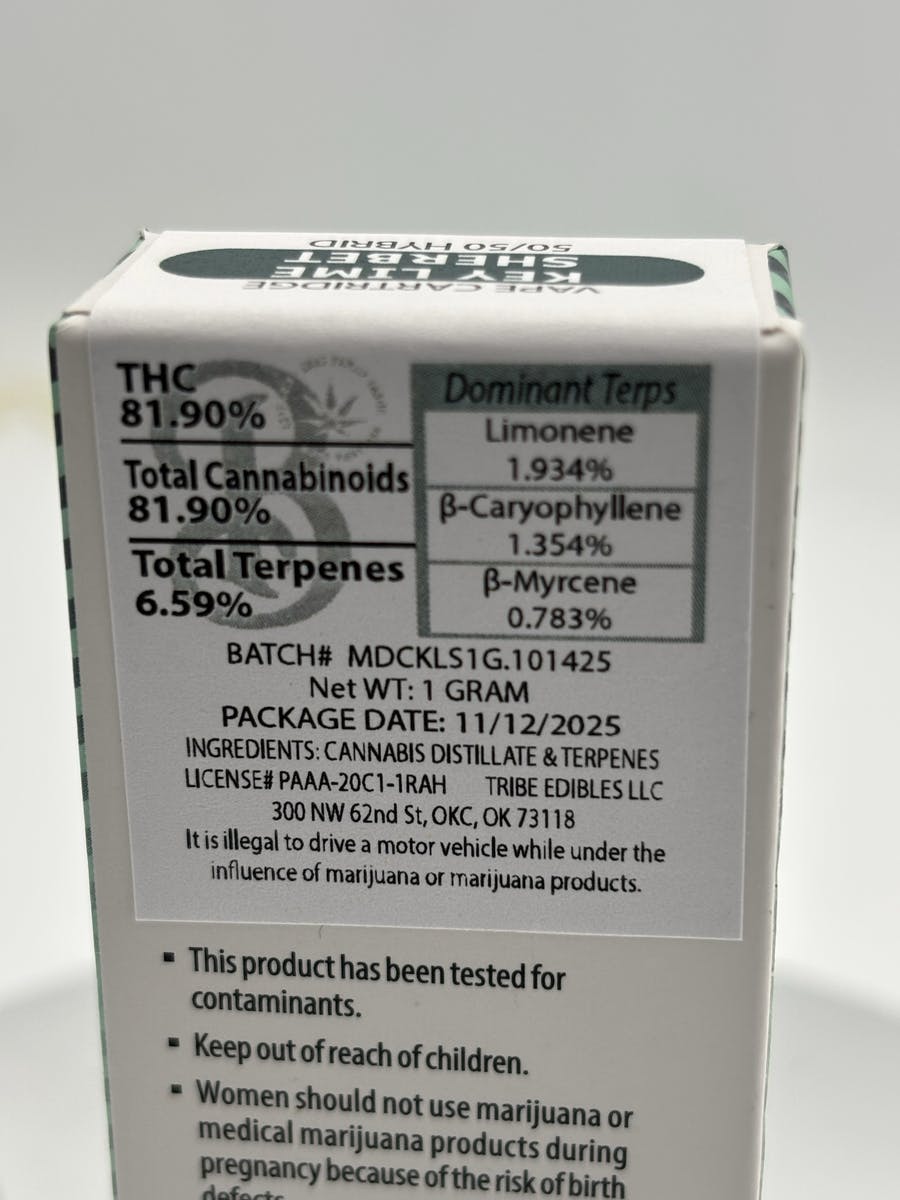 VAPE CARTRIDGE
KEY LIME
SHERBET
50/50 HYBRID
THC
81.90%
Total Cannabinoids
81.90%
Total Terpenes
6.59%
Dominant Terps
Limonene
1.934%
β-Caryophyllene
1.354%
β-Myrcene
0.783%
BATCH# MDCKLS1G.101425
Net WT: 1 GRAM
PACKAGE DATE: 11/12/2025
INGREDIENTS: CANNABIS DISTILLATE & TERPENES
LICENSE# PAAA-20C1-1RAH TRIBE EDIBLES LLC
300 NW 62nd St, OKC, OK 73118
It is illegal to drive a motor vehicle while under the
influence of marijuana or marijuana products.
▪ This product has been tested for
contaminants.
▪ Keep out of reach of children.
▪ Women should not use marijuana or
medical marijuana products during
pregnancy because of the risk of birth
defects.